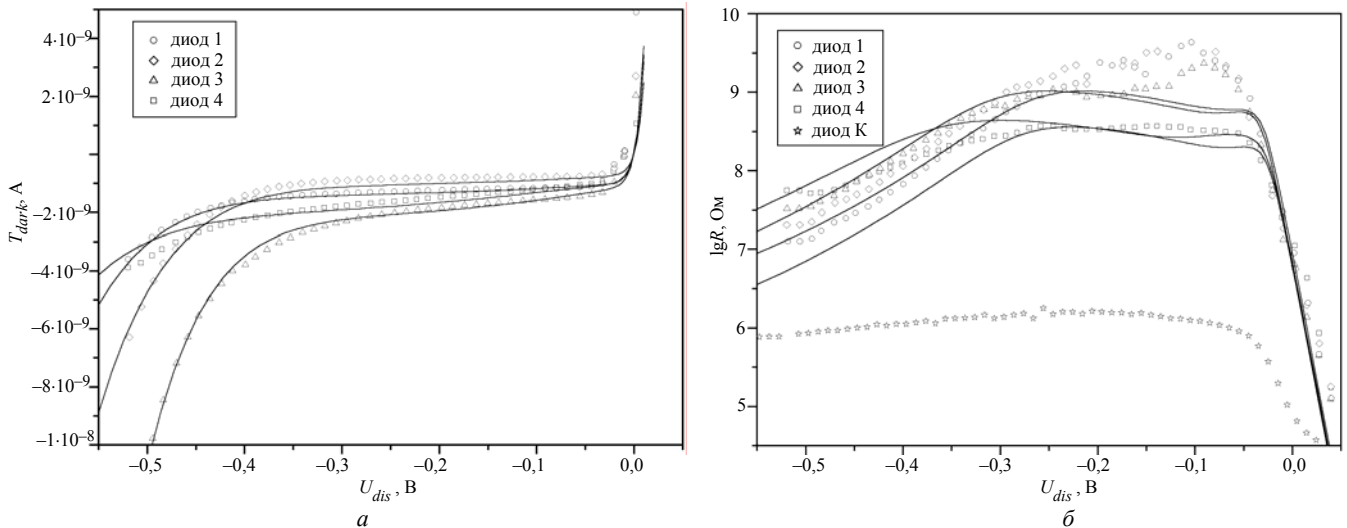 4·10⁻⁹
2·10⁻⁹
−2·10⁻⁹
−4·10⁻⁹
−6·10⁻⁹
−8·10⁻⁹
−1·10⁻⁸
T_dark, А
диод 1
диод 2
диод 3
диод 4
−0,5 −0,4 −0,3 −0,2 −0,1 0,0
U_dis, В
а
10
9
8
7
6
5
lgR, Ом
диод 1
диод 2
диод 3
диод 4
диод К
−0,5 −0,4 −0,3 −0,2 −0,1 0,0
U_dis, В
б